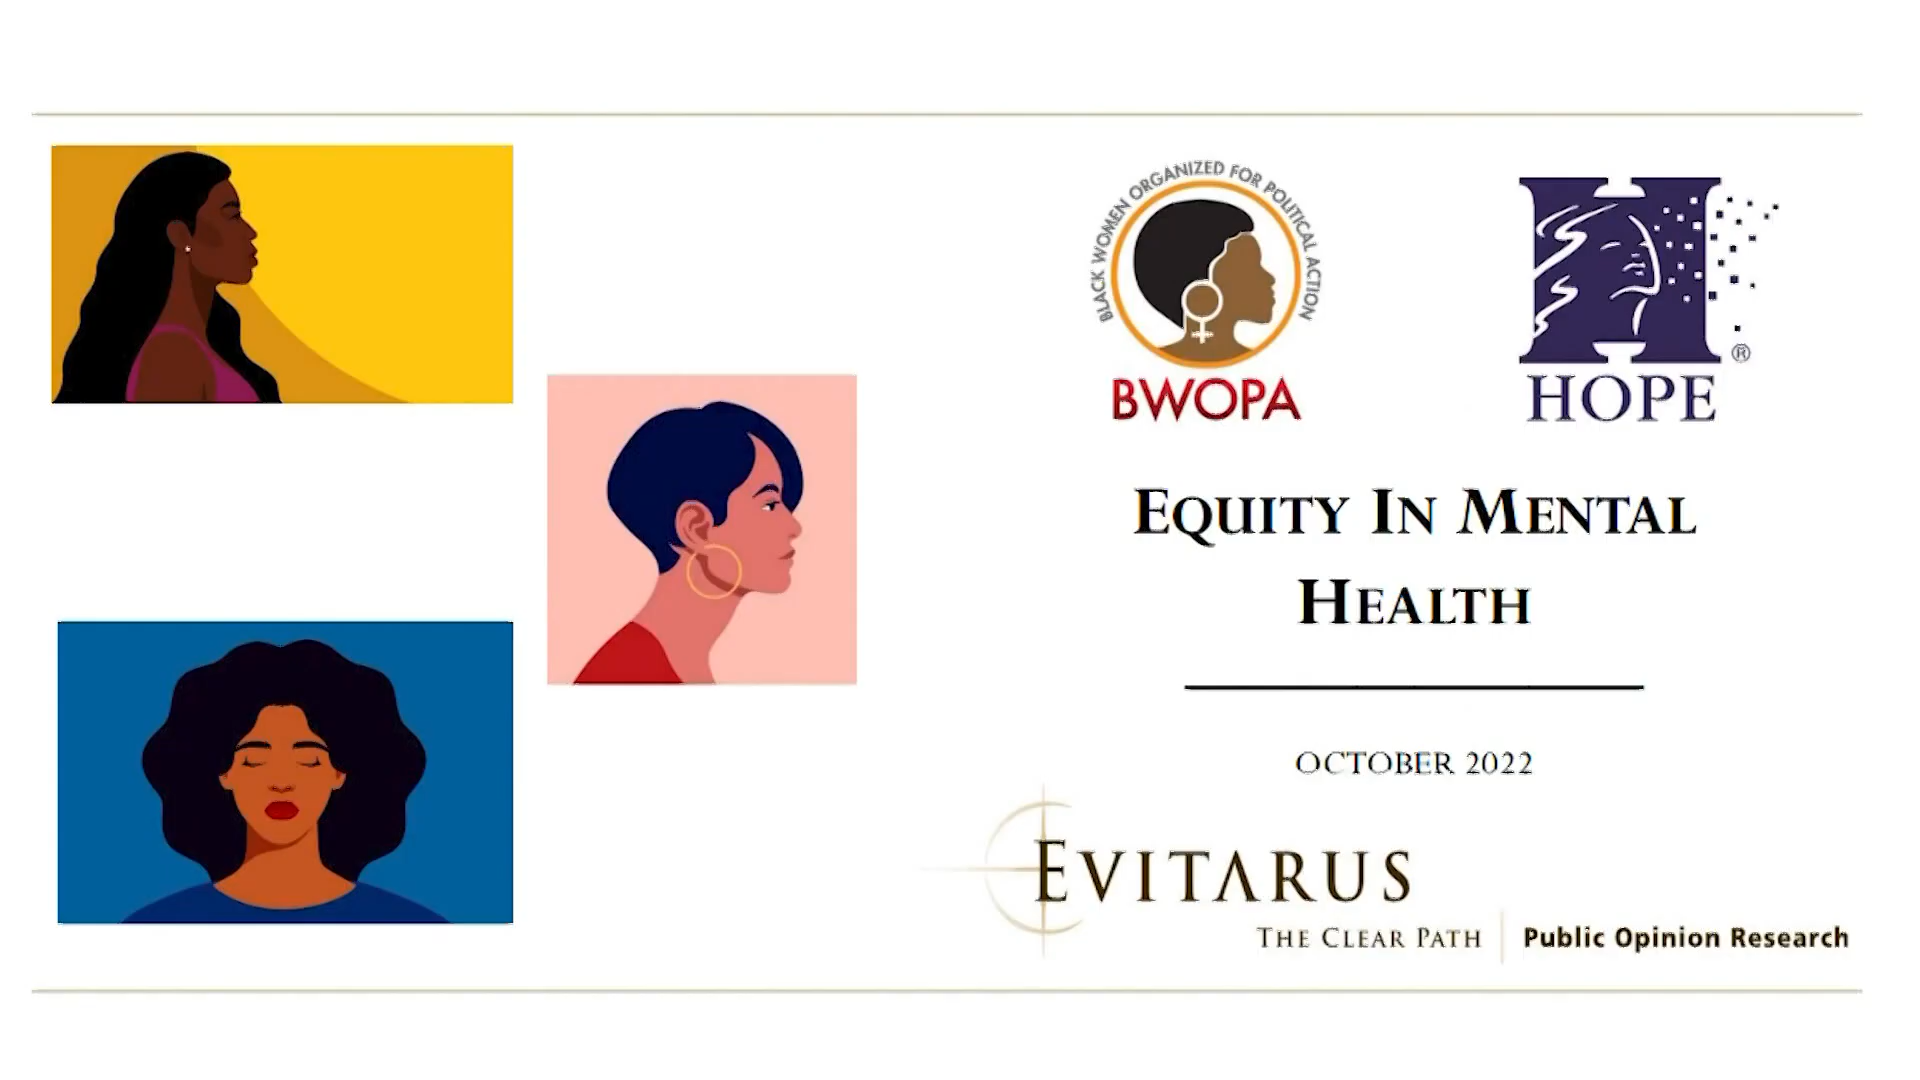 BLACK WOMEN ORGANIZED FOR POLITICAL ACTION
BWOPA
®
HOPE
EQUITY IN MENTAL
HEALTH
OCTOBER 2022
EVITARUS
THE CLEAR PATH | Public Opinion Research